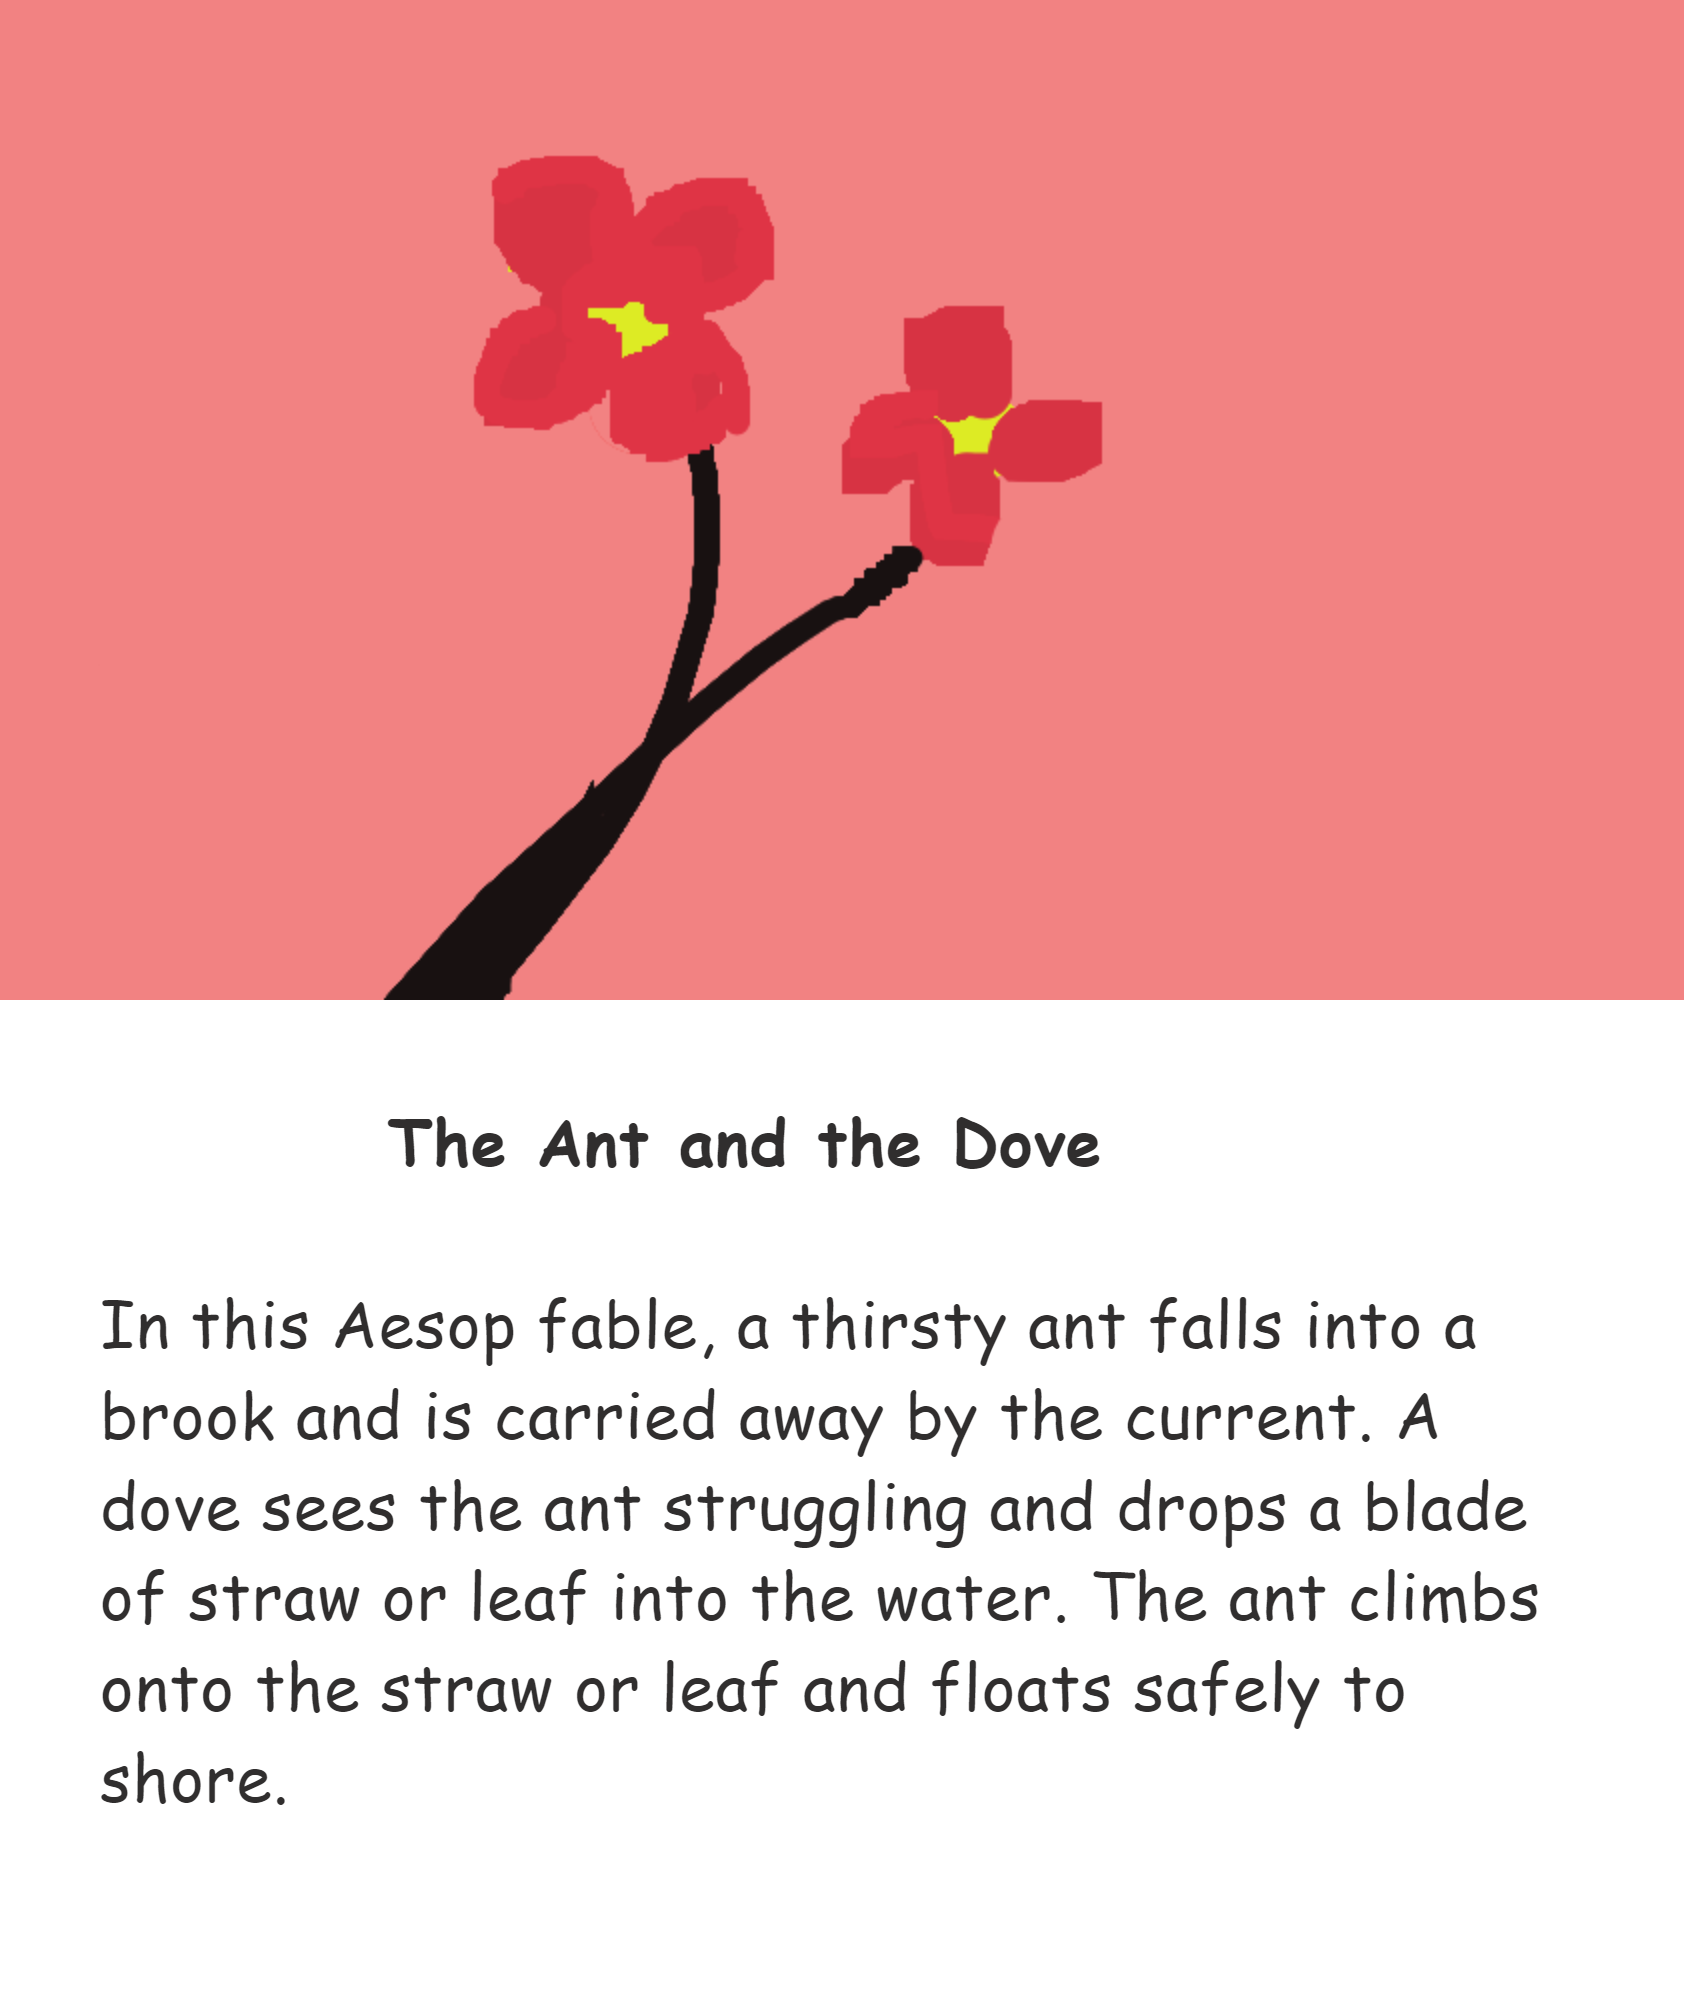 The Ant and the Dove
In this Aesop fable, a thirsty ant falls into a
brook and is carried away by the current. A
dove sees the ant struggling and drops a blade
of straw or leaf into the water. The ant climbs
onto the straw or leaf and floats safely to
shore.